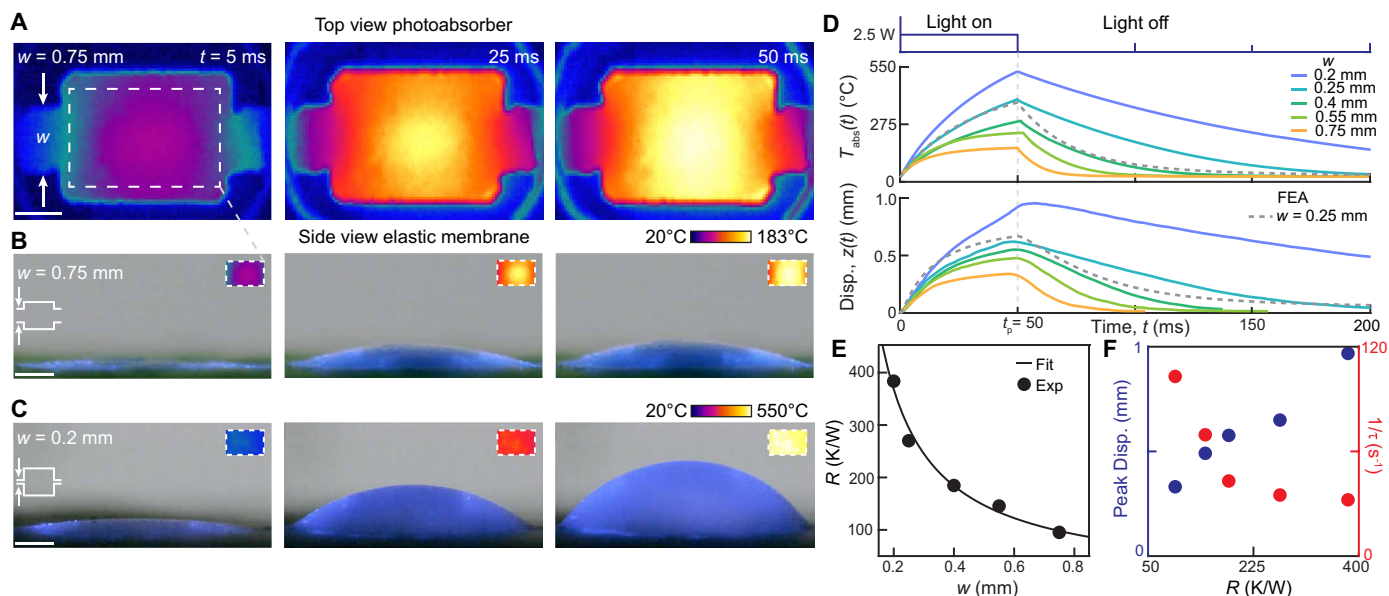 A
Top view photoabsorber
w = 0.75 mm
t = 5 ms
25 ms
50 ms
w
B
Side view elastic membrane
20°C
183°C
w = 0.75 mm
C
20°C
550°C
w = 0.2 mm
D
Light on
Light off
2.5 W
550
275
0
T_abs(t) (°C)
w
0.2 mm
0.25 mm
0.4 mm
0.55 mm
0.75 mm
1.0
0.5
0
Disp., z(t) (mm)
FEA
w = 0.25 mm
0
t_p = 50
Time, t (ms)
150
200
E
400
300
200
100
R (K/W)
Fit
Exp
0.2
0.4
0.6
0.8
w (mm)
F
1
0
Peak Disp. (mm)
120
0
1/τ (s⁻¹)
50
225
400
R (K/W)